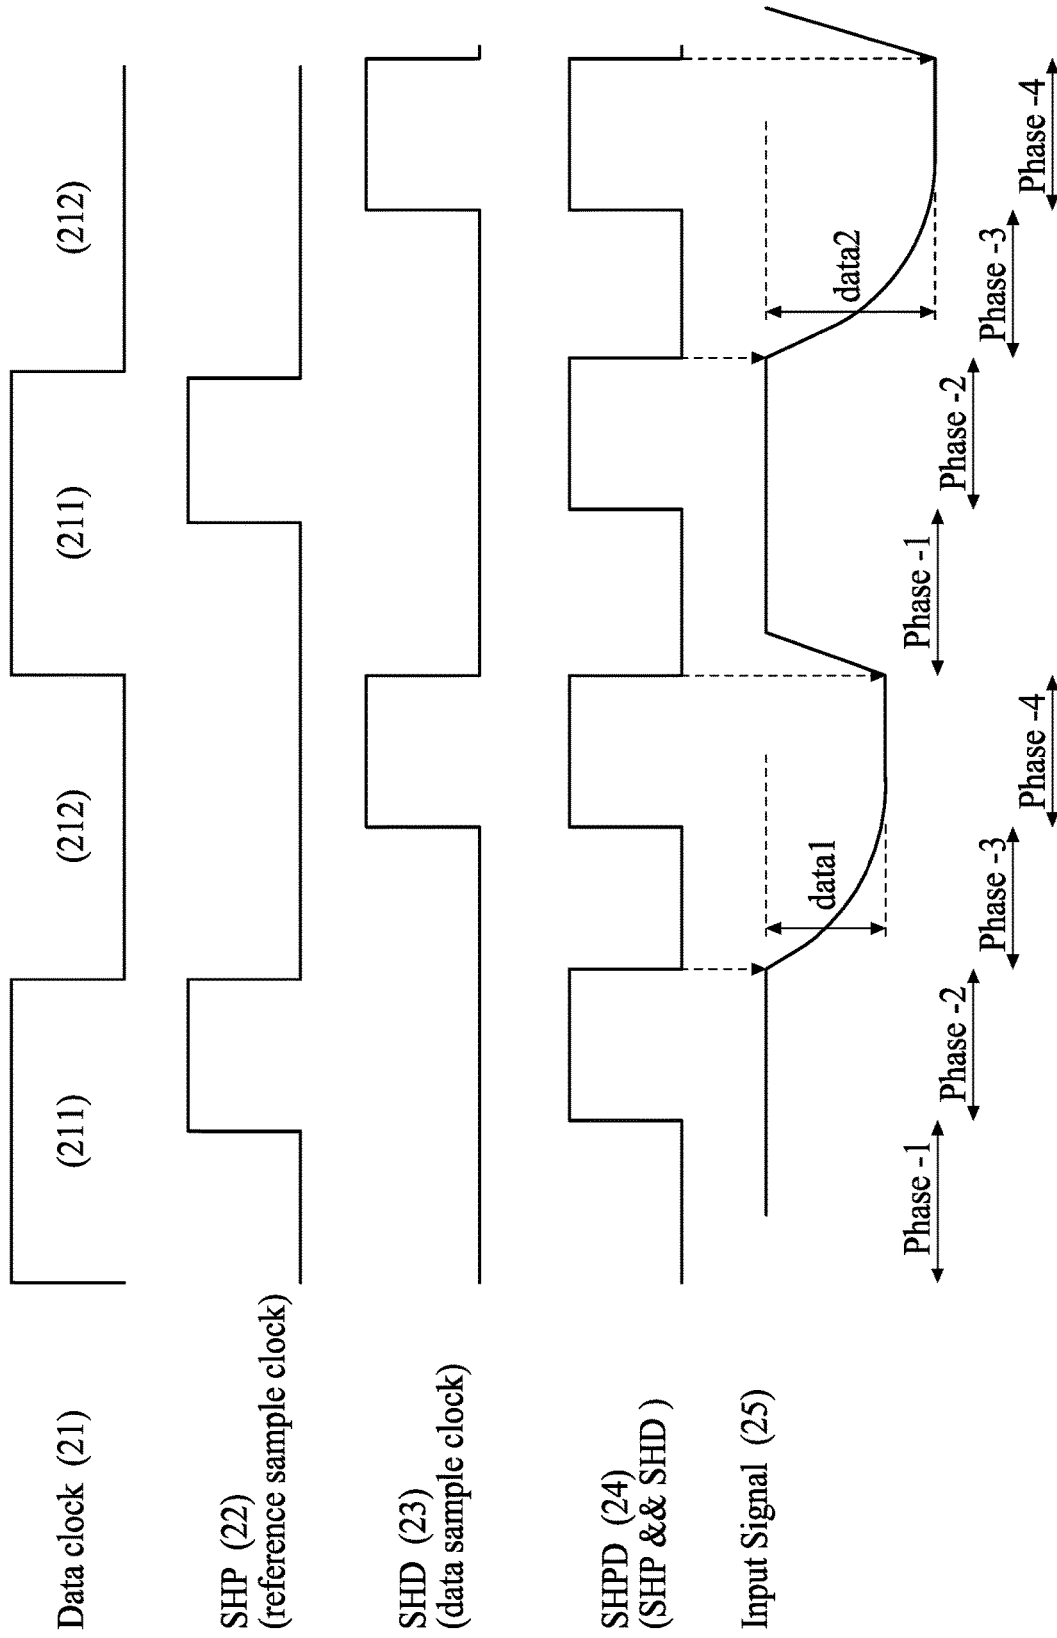 Data clock (21)
(211)
(212)
(211)
(212)
SHP (22)
(reference sample clock)
SHD (23)
(data sample clock)
SHPD (24)
(SHP && SHD )
Input Signal (25)
data1
data2
Phase -1
Phase -1
Phase -2
Phase -2
Phase -3
Phase -3
Phase -4
Phase -4